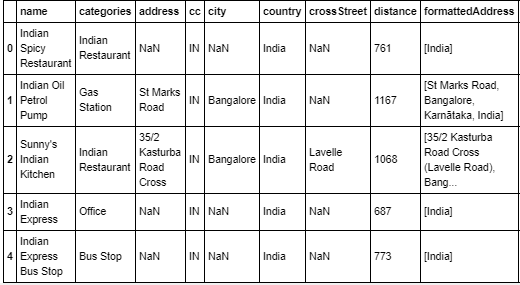 name categories address cc city country crossStreet distance formattedAddress
0 Indian Spicy Restaurant Indian Restaurant NaN IN NaN India NaN 761 [India]
1 Indian Oil Petrol Pump Gas Station St Marks Road IN Bangalore India NaN 1167 [St Marks Road, Bangalore, Karnātaka, India]
2 Sunny's Indian Kitchen Indian Restaurant 35/2 Kasturba Road Cross IN Bangalore India Lavelle Road 1068 [35/2 Kasturba Road Cross (Lavelle Road), Bang...
3 Indian Express Office NaN IN NaN India NaN 687 [India]
4 Indian Express Bus Stop Bus Stop NaN IN NaN India NaN 773 [India]